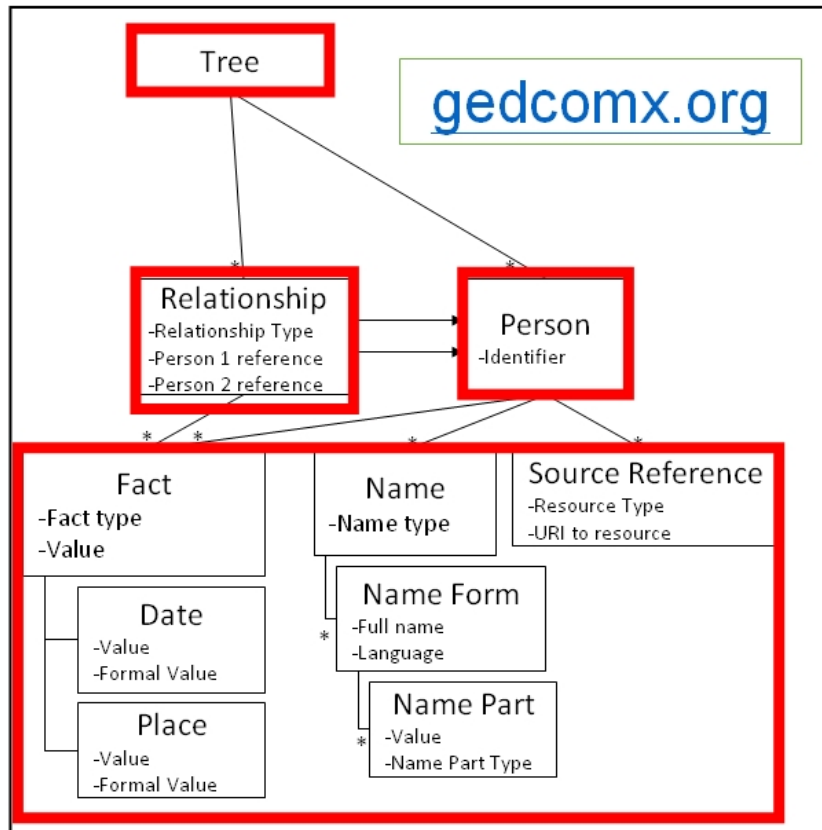 Tree
gedcomx.org
*
*
Relationship
-Relationship Type
-Person 1 reference
-Person 2 reference
Person
-Identifier
*
*
*
*
Fact
-Fact type
-Value
Name
-Name type
Source Reference
-Resource Type
-URI to resource
Date
-Value
-Formal Value
Name Form
-Full name
-Language
*
Place
-Value
-Formal Value
Name Part
-Value
-Name Part Type
*